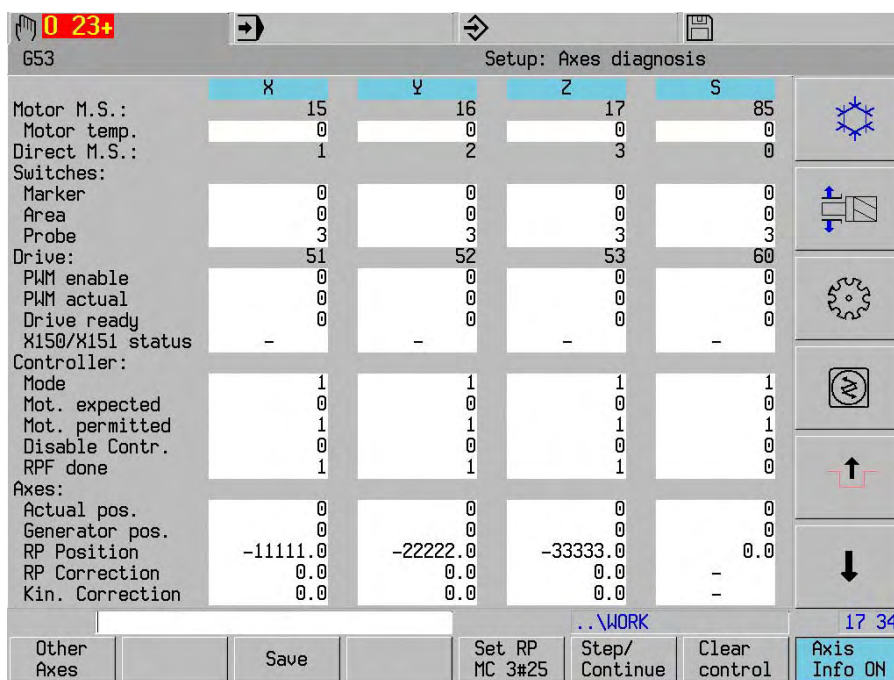 0 23+
G53 Setup: Axes diagnosis
X Y Z S
Motor M.S.: 15 16 17 85
Motor temp. 0 0 0 0
Direct M.S.: 1 2 3 0
Switches:
Marker 0 0 0 0
Area 0 0 0 0
Probe 3 3 3 3
Drive: 51 52 53 60
PWM enable 0 0 0 0
PWM actual 0 0 0 0
Drive ready 0 0 0 0
X150/X151 status - - - -
Controller:
Mode 1 1 1 1
Mot. expected 0 0 0 0
Mot. permitted 1 1 1 1
Disable Contr. 0 0 0 0
RPF done 1 1 1 0
Axes:
Actual pos. 0 0 0 0
Generator pos. 0 0 0 0
RP Position -11111.0 -22222.0 -33333.0 0.0
RP Correction 0.0 0.0 0.0 -
Kin. Correction 0.0 0.0 0.0 -
..\WORK 17 34
Other Axes
Save
Set RP MC 3#25
Step/ Continue
Clear control
Axis Info ON